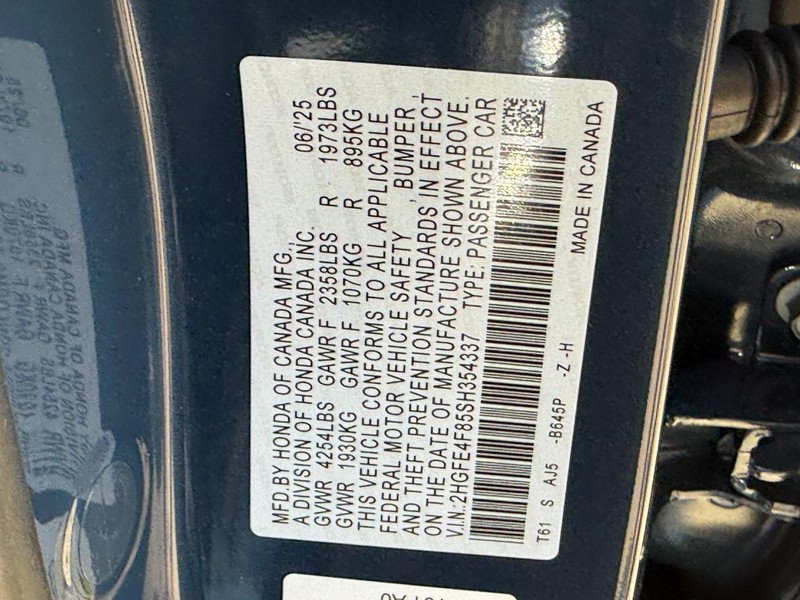 MFD.BY HONDA OF CANADA MFG., 06/'25
A DIVISION OF HONDA CANADA INC.
GVWR 4254LBS GAWR F 2358LBS R 1973LBS
GVWR 1930KG GAWR F 1070KG R 895KG
THIS VEHICLE CONFORMS TO ALL APPLICABLE
FEDERAL MOTOR VEHICLE SAFETY, BUMPER,
AND THEFT PREVENTION STANDARDS IN EFFECT
ON THE DATE OF MANUFACTURE SHOWN ABOVE.
V.I.N.:2HGFE4F85SH354337 TYPE: PASSENGER CAR
T61 S AJ5 -B645P -Z -H MADE IN CANADA